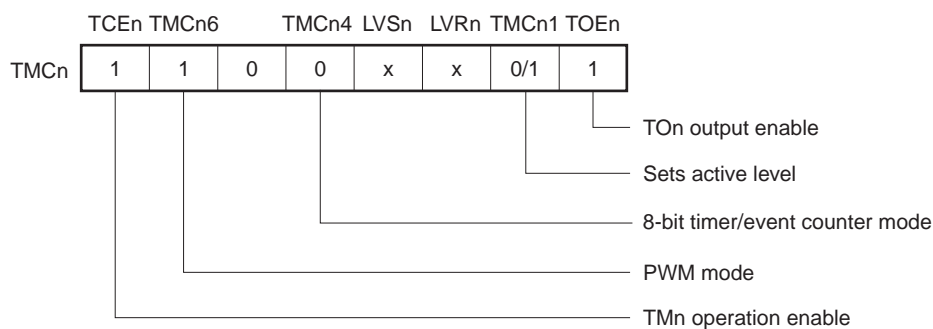 TCEn TMCn6 TMCn4 LVSn LVRn TMCn1 TOEn
TMCn 1 1 0 0 x x 0/1 1
TOn output enable
Sets active level
8-bit timer/event counter mode
PWM mode
TMn operation enable